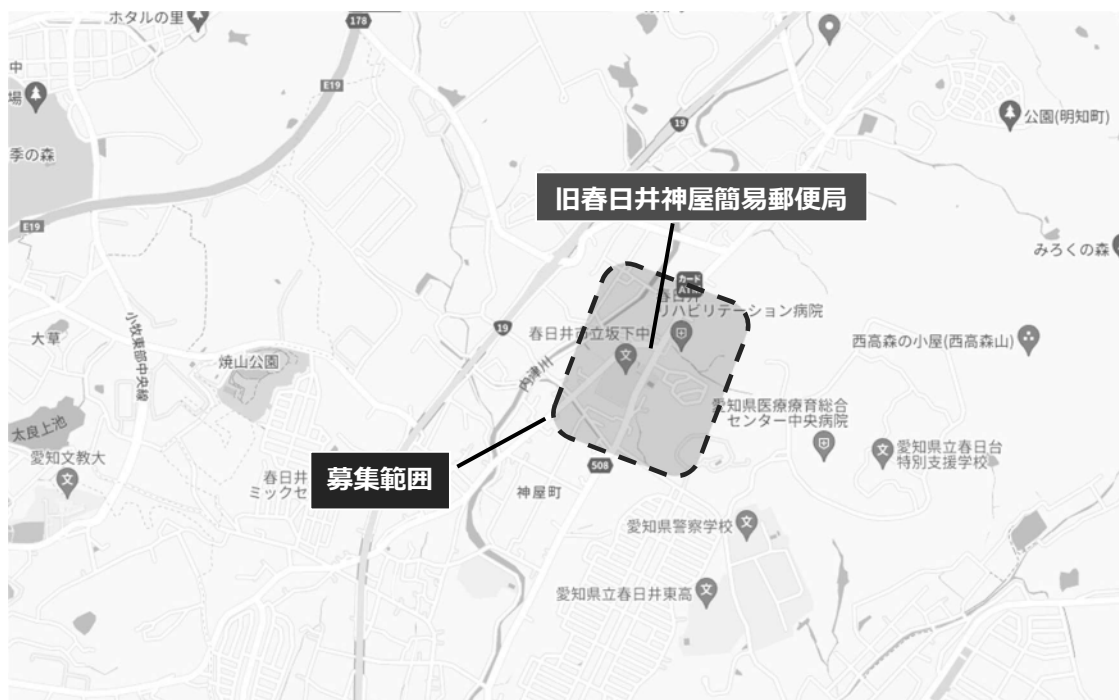 ホタルの里
178
中
E19
場
19
公園(明知町)
季の森
旧春日井神屋簡易郵便局
E19
みろくの森
カード
ATM
春日井
リハビリテーション病院
小牧東部中央線
19
春日井市立坂下中
大草
西高森の小屋(西高森山)
焼山公園
内津川
愛知県医療療育総合
センター中央病院
太良上池
愛知文教大
愛知県立春日台
特別支援学校
募集範囲
508
春日井
ミックセ
神屋町
愛知県警察学校
愛知県立春日井東高